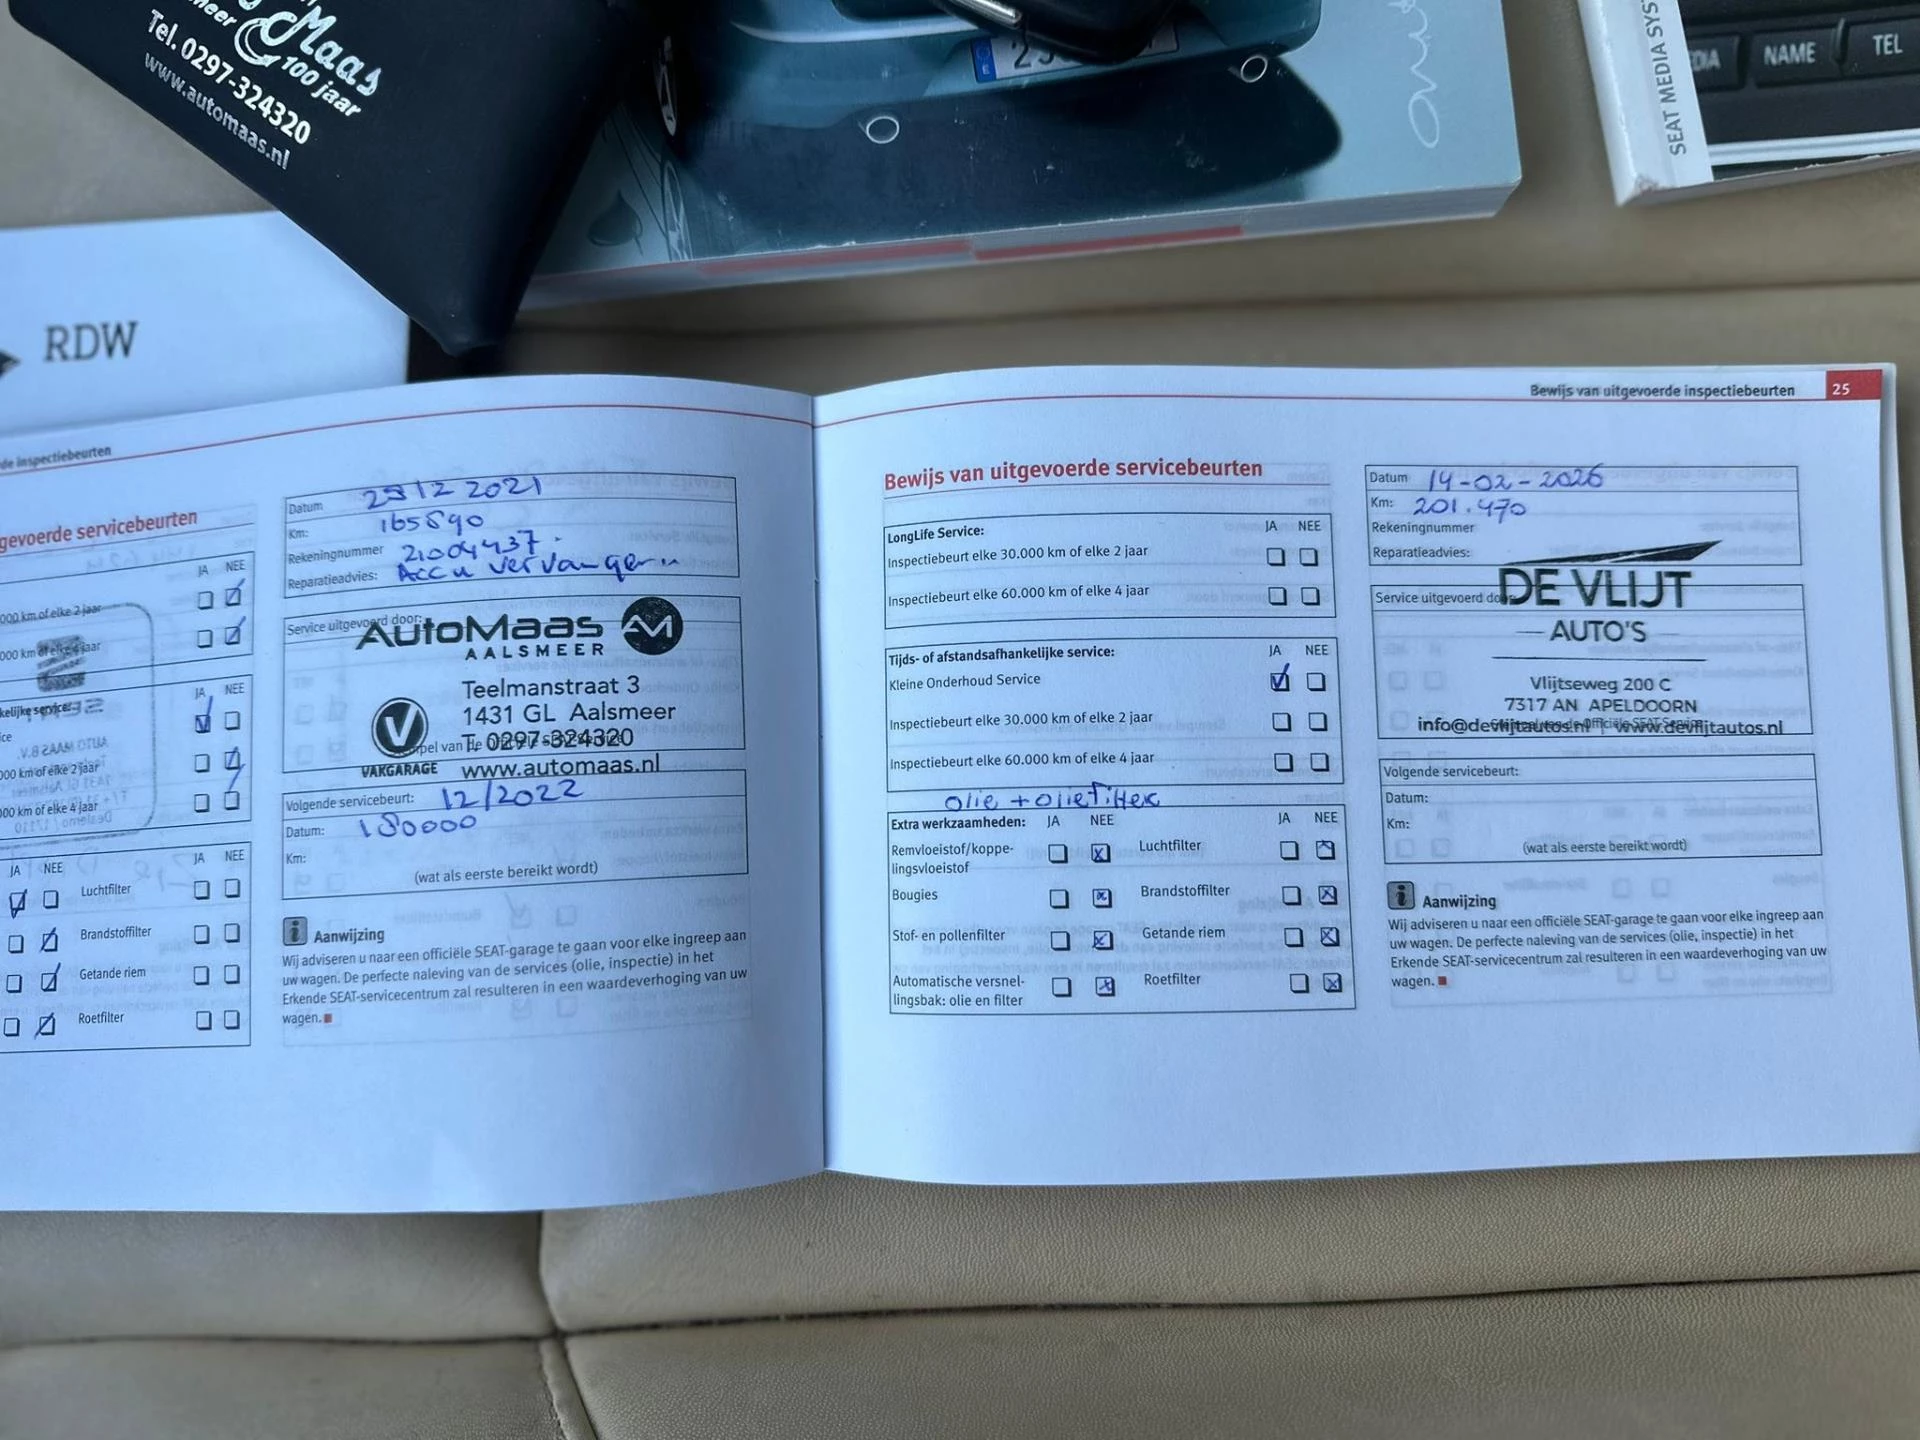 Maas
100 jaar
Tel. 0297-324320
www.automaas.nl
SEAT MEDIA SYS
NAME
TEL
RDW
de inspectiebeurten
gevoerde servicebeurten
JA NEE
000 km of elke 2 jaar
000 km of elke 4 jaar
JA NEE
kelijke service:
ce
000 km of elke 2 jaar
000 km of elke 4 jaar
JA NEE JA NEE
Luchtfilter
Brandstoffilter
Getande riem
Roetfilter
Datum 29 12 2021
Km: 165890
Rekeningnummer 21004437.
Reparatieadvies: Accu vervangen
Service uitgevoerd door:
AutoMaas
AALSMEER
Teelmanstraat 3
1431 GL Aalsmeer
T. 0297-324320
VAKGARAGE www.automaas.nl
Volgende servicebeurt: 12/2022
Datum: 180000
Km:
(wat als eerste bereikt wordt)
i Aanwijzing
Wij adviseren u naar een officiële SEAT-garage te gaan voor elke ingreep aan
uw wagen. De perfecte naleving van de services (olie, inspectie) in het
Erkende SEAT-servicecentrum zal resulteren in een waardeverhoging van uw
wagen.
Bewijs van uitgevoerde inspectiebeurten 25
Bewijs van uitgevoerde servicebeurten
LongLife Service: JA NEE
Inspectiebeurt elke 30.000 km of elke 2 jaar
Inspectiebeurt elke 60.000 km of elke 4 jaar
Tijds- of afstandsafhankelijke service: JA NEE
Kleine Onderhoud Service
Inspectiebeurt elke 30.000 km of elke 2 jaar
Inspectiebeurt elke 60.000 km of elke 4 jaar
olie + oliefilter
Extra werkzaamheden: JA NEE JA NEE
Remvloeistof/koppe-
lingsvloeistof
Luchtfilter
Bougies
Brandstoffilter
Stof- en pollenfilter
Getande riem
Automatische versnel-
lingsbak: olie en filter
Roetfilter
Datum 14-02-2026
Km: 201.470
Rekeningnummer
Reparatieadvies:
Service uitgevoerd door
DE VLIJT
AUTO'S
Vlijtseweg 200 C
7317 AN APELDOORN
info@devlijtautos.nl | www.devlijtautos.nl
Volgende servicebeurt:
Datum:
Km:
(wat als eerste bereikt wordt)
i Aanwijzing
Wij adviseren u naar een officiële SEAT-garage te gaan voor elke ingreep aan
uw wagen. De perfecte naleving van de services (olie, inspectie) in het
Erkende SEAT-servicecentrum zal resulteren in een waardeverhoging van uw
wagen.